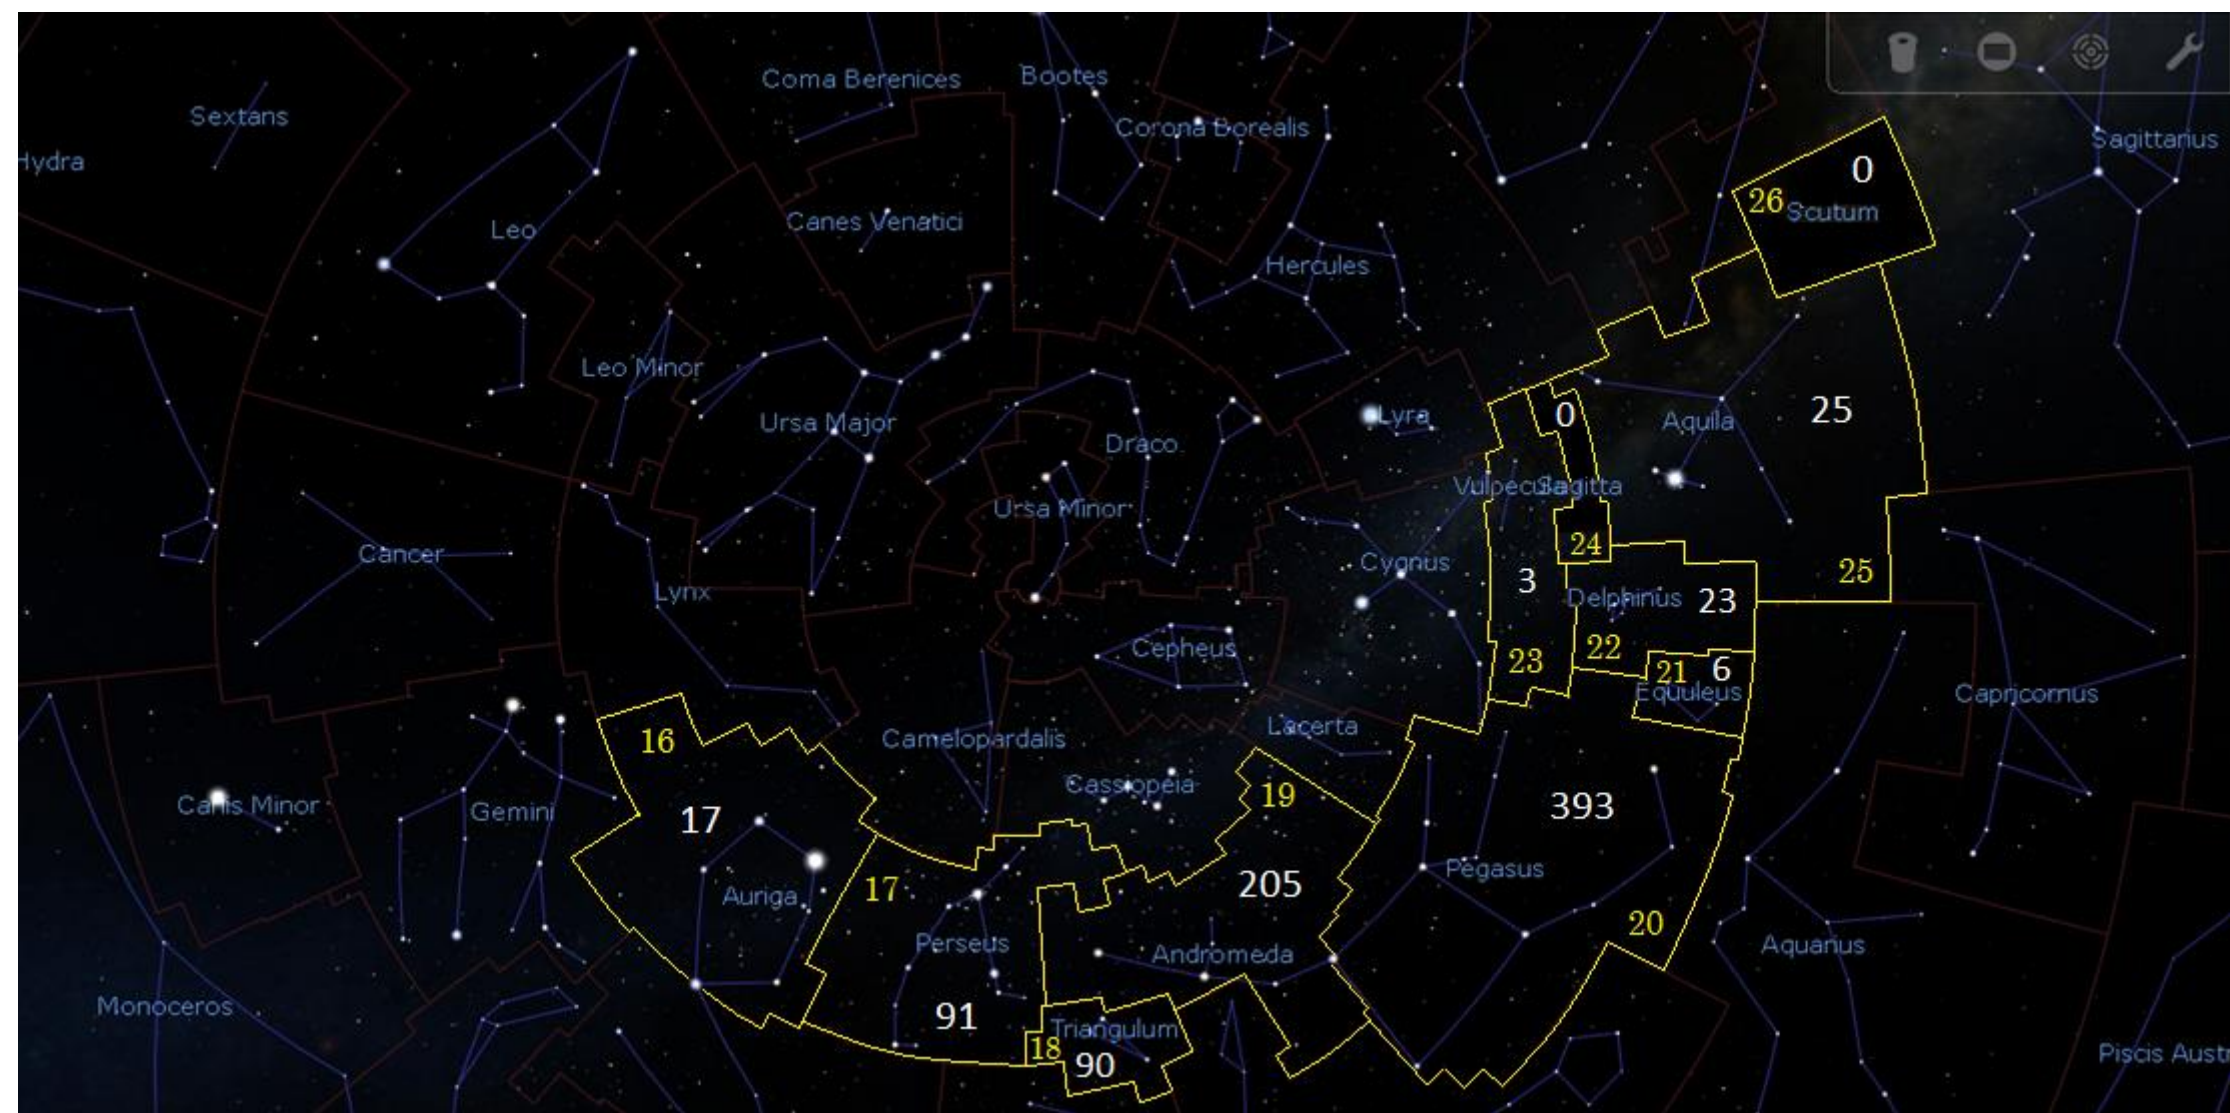 Coma Berenices
Bootes
Sextans
Corona Borealis
Sagittarius
Hydra
0
26
Scutum
Leo
Canes Venatici
Hercules
Leo Minor
Ursa Major
Lyra
0
Aquila
25
Draco
Vulpecula
Sagitta
Ursa Minor
24
Cancer
Cygnus
25
Lynx
3
Delphinus
23
Cepheus
23
22
21
6
Equuleus
Capricornus
16
Camelopardalis
Lacerta
Cassiopeia
19
Canis Minor
Gemini
17
393
Auriga
17
205
Pegasus
20
Perseus
Andromeda
Aquarius
Monoceros
91
Triangulum
18
90
Piscis Austr